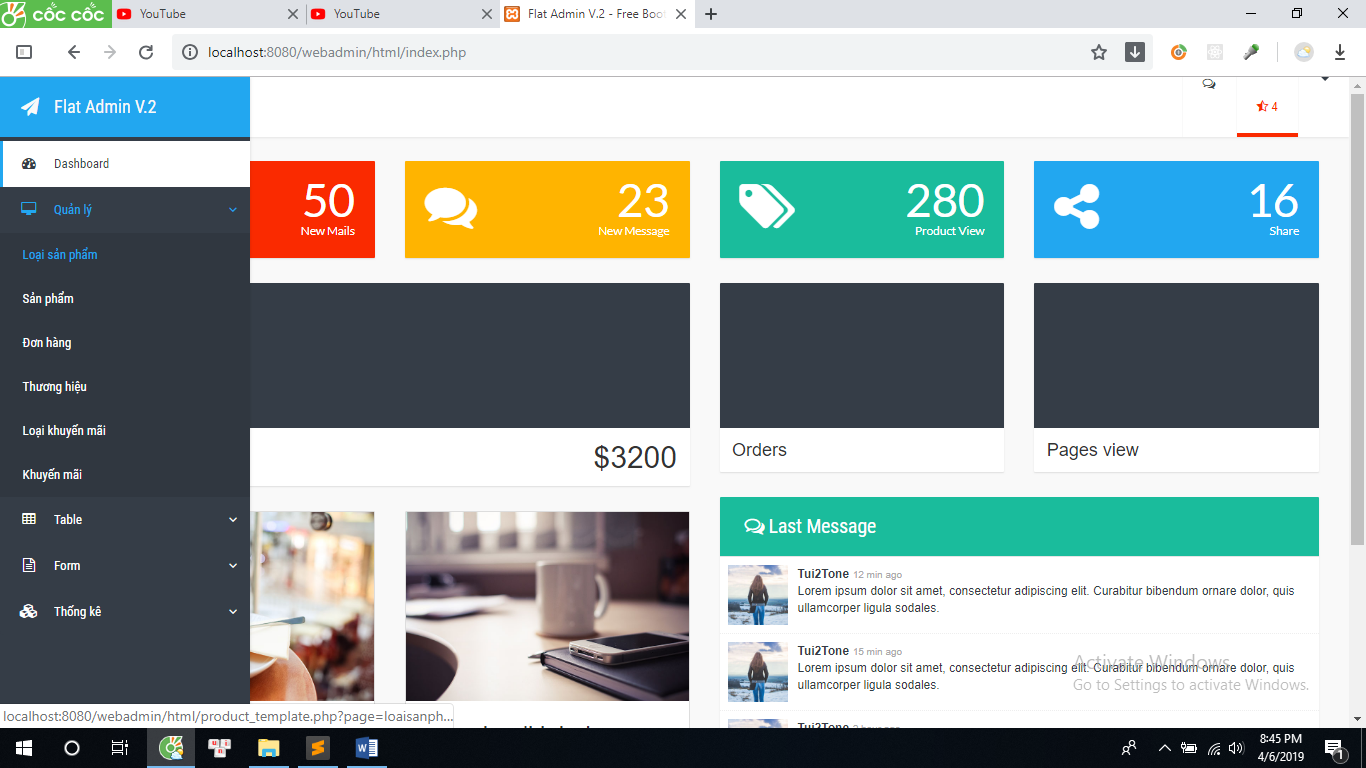 cốc cốc
YouTube
YouTube
Flat Admin V.2 - Free Boot
localhost:8080/webadmin/html/index.php
Flat Admin V.2
4
Dashboard
Quản lý
Loại sản phẩm
Sản phẩm
Đơn hàng
Thương hiệu
Loại khuyến mãi
Khuyến mãi
Table
Form
Thống kê
50
New Mails
23
New Message
280
Product View
16
Share
$3200
Orders
Pages view
Last Message
Tui2Tone 12 min ago
Lorem ipsum dolor sit amet, consectetur adipiscing elit. Curabitur bibendum ornare dolor, quis
ullamcorper ligula sodales.
Tui2Tone 15 min ago
Lorem ipsum dolor sit amet, consectetur adipiscing elit. Curabitur bibendum ornare dolor, quis
ullamcorper ligula sodales.
Tui2Tone 2 hour ago
Activate Windows
Go to Settings to activate Windows.
localhost:8080/webadmin/html/product_template.php?page=loaisanph...
8:45 PM
4/6/2019
1